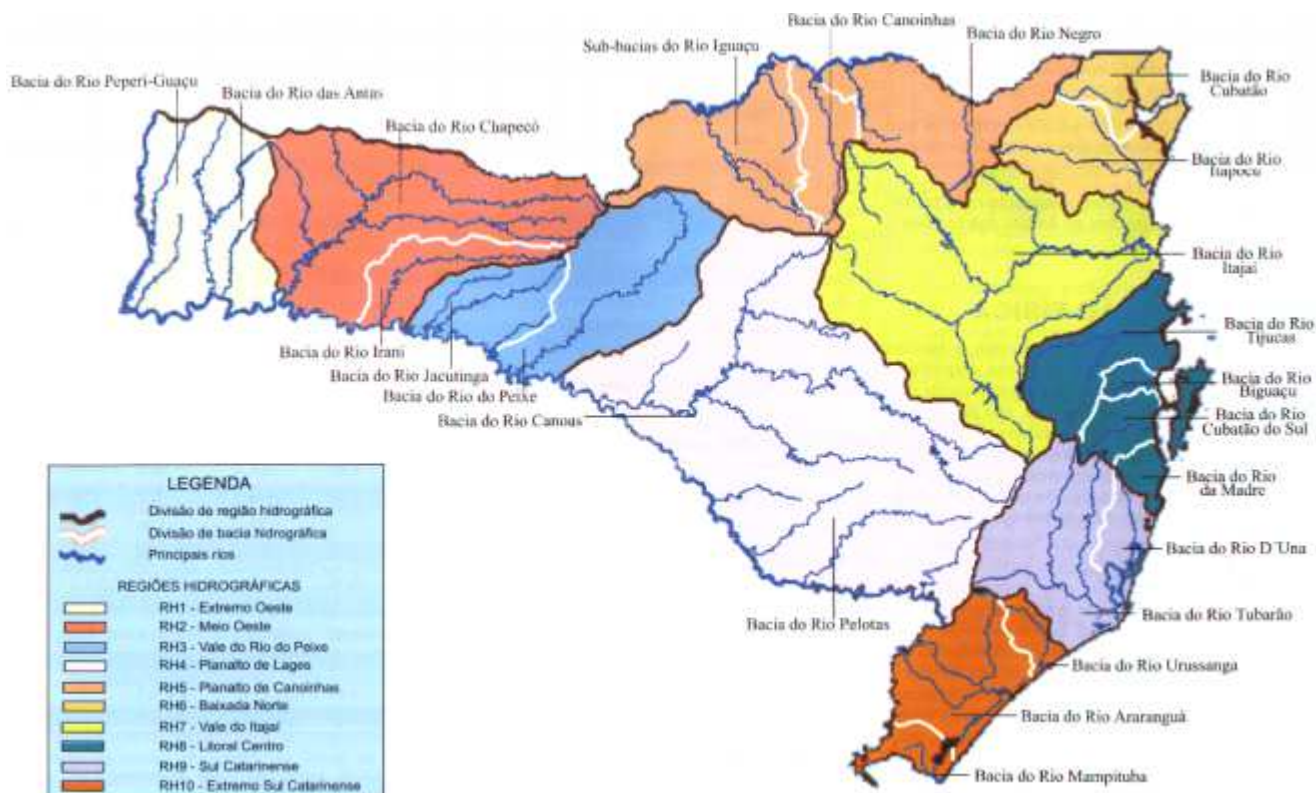 Bacia do Rio Canoinhas
Sub-bacias do Rio Iguaçu
Bacia do Rio Negro
Bacia do Rio Peperi-Guaçu
Bacia do Rio das Antas
Bacia do Rio Chapecó
Bacia do Rio
Cubatão
Bacia do Rio
Itapocu
Bacia do Rio
Itajaí
Bacia do Rio
Tijucas
Bacia do Rio Irani
Bacia do Rio Jacutinga
Bacia do Rio do Peixe
Bacia do Rio Canoas
Bacia do Rio
Biguaçu
Bacia do Rio
Cubatão do Sul
Bacia do Rio
da Madre
Bacia do Rio D'Una
Bacia do Rio Tubarão
Bacia do Rio Pelotas
Bacia do Rio Urussanga
Bacia do Rio Araranguá
Bacia do Rio Mampituba
LEGENDA
Divisão de região hidrográfica
Divisão de bacia hidrográfica
Principais rios
REGIÕES HIDROGRÁFICAS
RH1 - Extremo Oeste
RH2 - Meio Oeste
RH3 - Vale do Rio do Peixe
RH4 - Planalto de Lages
RH5 - Planalto de Canoinhas
RH6 - Baixada Norte
RH7 - Vale do Itajaí
RH8 - Litoral Centro
RH9 - Sul Catarinense
RH10 - Extremo Sul Catarinense